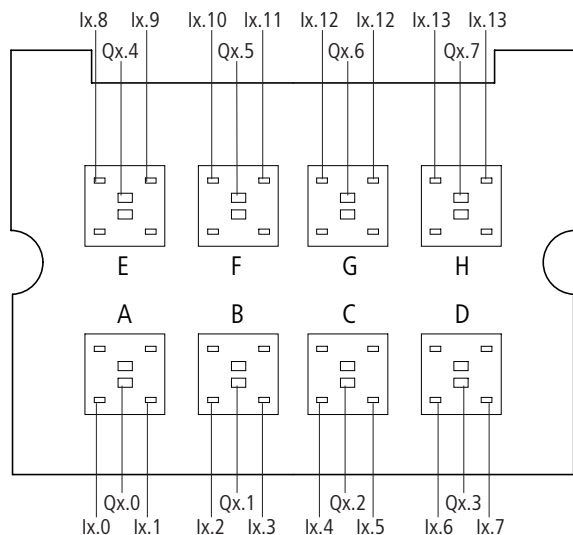 Ix.8 Ix.9 Ix.10 Ix.11 Ix.12 Ix.12 Ix.13 Ix.13
Qx.4 Qx.5 Qx.6 Qx.7
E F G H
A B C D
Qx.0 Qx.1 Qx.2 Qx.3
Ix.0 Ix.1 Ix.2 Ix.3 Ix.4 Ix.5 Ix.6 Ix.7